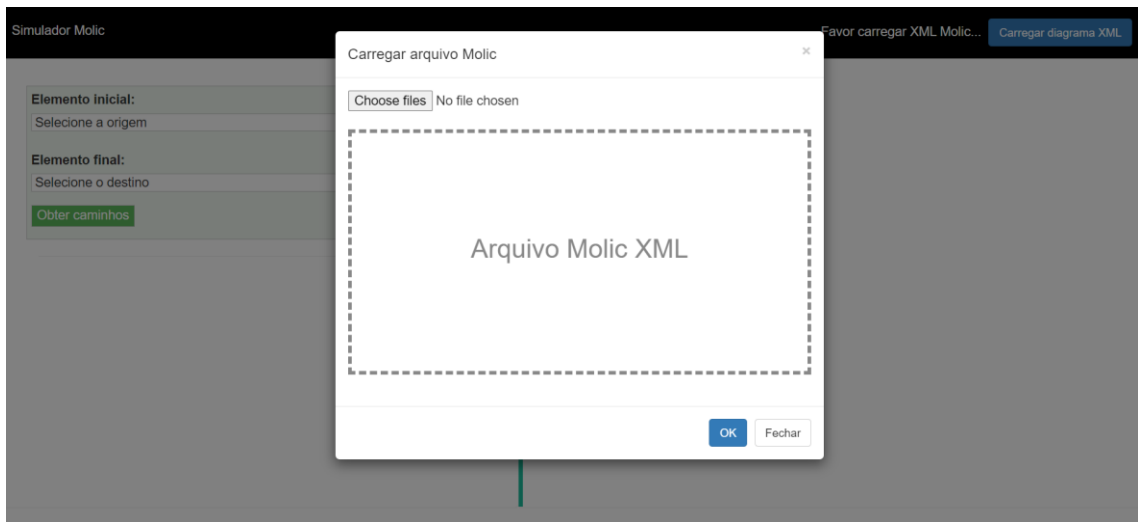 Simulador Molic
Favor carregar XML Molic... Carregar diagrama XML
Carregar arquivo Molic ×
Choose files No file chosen
Arquivo Molic XML
OK Fechar
Elemento inicial:
Selecione a origem
Elemento final:
Selecione o destino
Obter caminhos